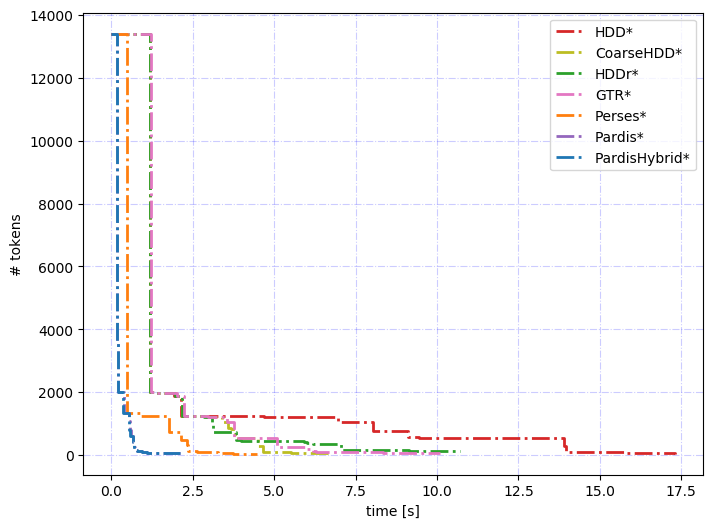 14000
12000
10000
8000
6000
4000
2000
0
# tokens
HDD*
CoarseHDD*
HDDr*
GTR*
Perses*
Pardis*
PardisHybrid*
0.0 2.5 5.0 7.5 10.0 12.5 15.0 17.5
time [s]